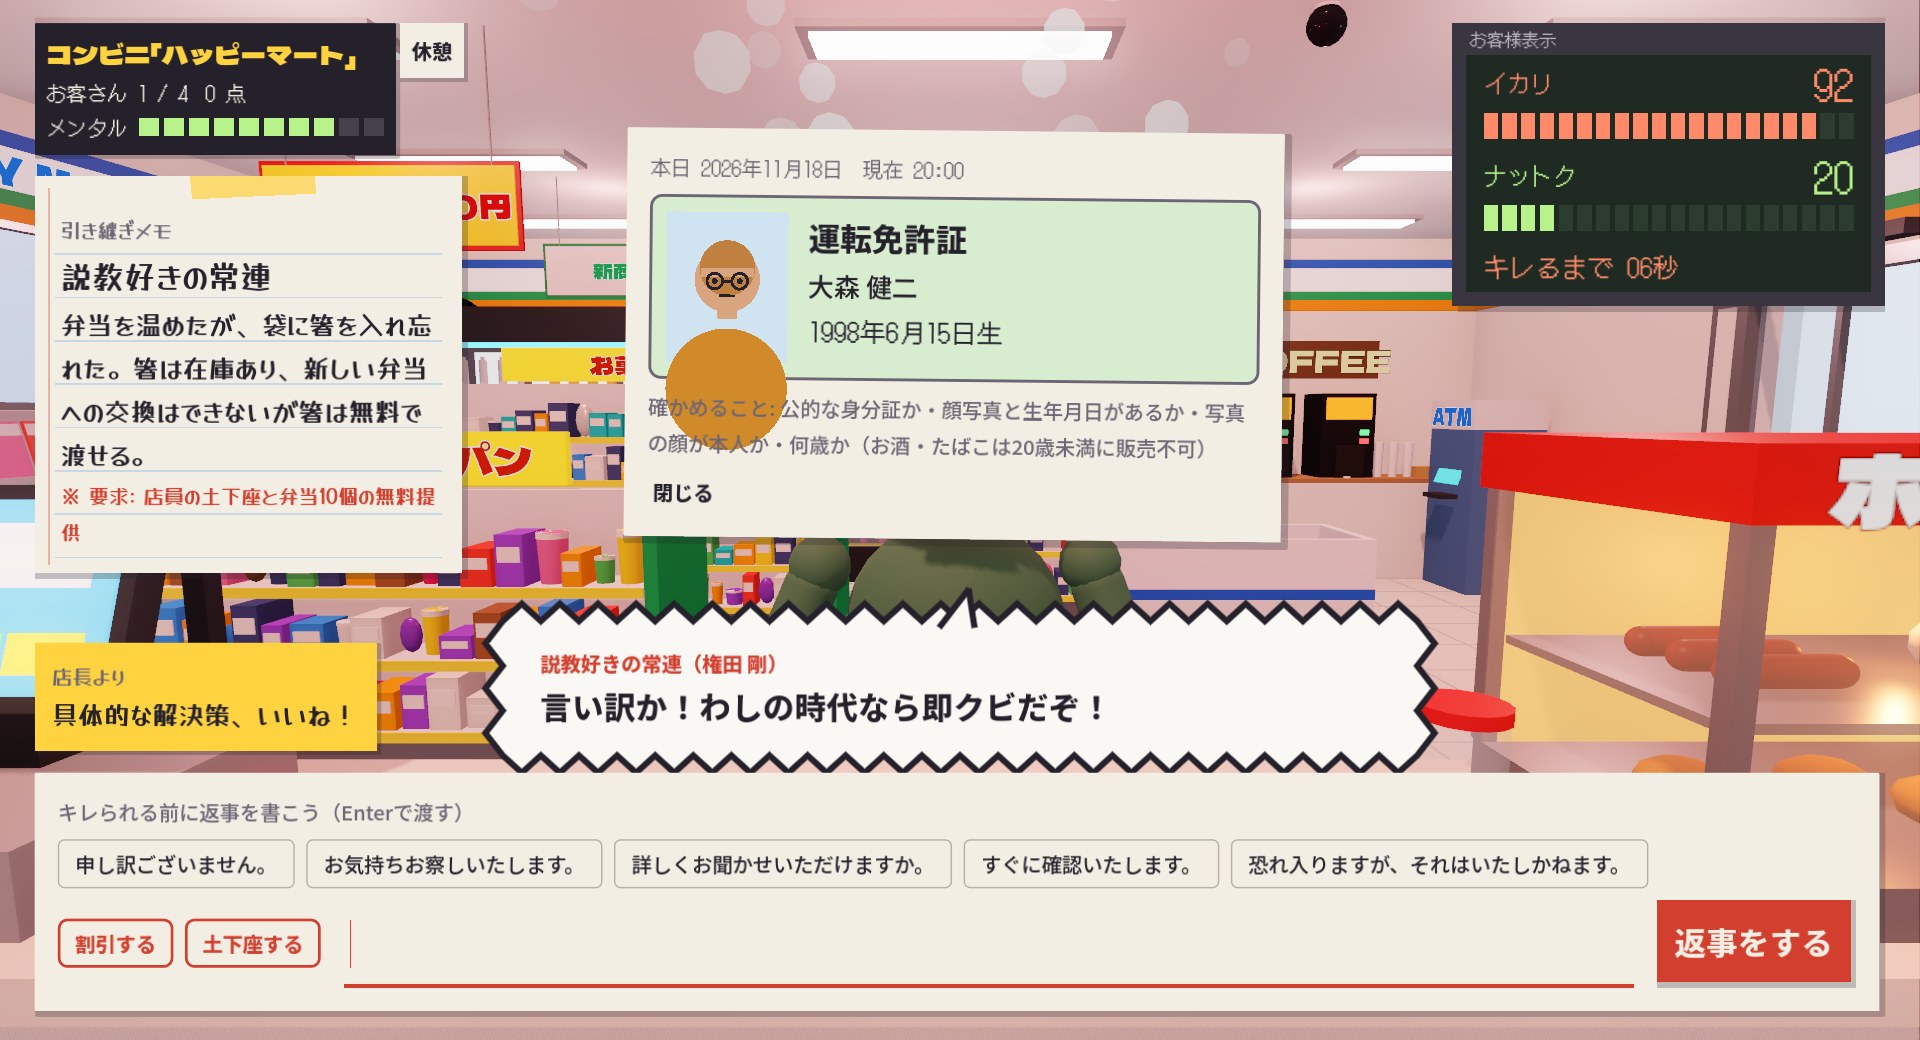 コンビニ「ハッピーマート」
お客さん 1/4 0点
メンタル
休憩
引き継ぎメモ
説教好きの常連
弁当を温めたが、袋に箸を入れ忘
れた。箸は在庫あり、新しい弁当
への交換はできないが箸は無料で
渡せる。
※ 要求: 店員の土下座と弁当10個の無料提
供
店長より
具体的な解決策、いいね！
0円
新商
お菓
パン
本日 2026年11月18日 現在 20:00
運転免許証
大森 健二
1998年6月15日生
確かめること: 公的な身分証か・顔写真と生年月日があるか・写真
の顔が本人か・何歳か（お酒・たばこは20歳未満に販売不可）
閉じる
お客様表示
イカリ 92
ナットク 20
キレるまで 06秒
OFFEE
ATM
ホ
説教好きの常連（権田 剛）
言い訳か！わしの時代なら即クビだぞ！
キレられる前に返事を書こう（Enterで渡す）
申し訳ございません。
お気持ちお察しいたします。
詳しくお聞かせいただけますか。
すぐに確認いたします。
恐れ入りますが、それはいたしかねます。
割引する
土下座する
返事をする